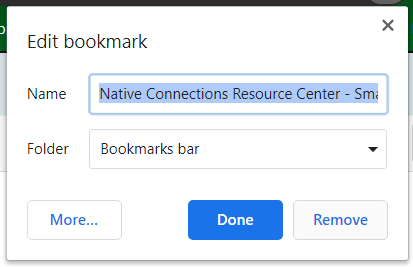 Edit bookmark
Name Native Connections Resource Center - Sma
Folder Bookmarks bar
More... Done Remove